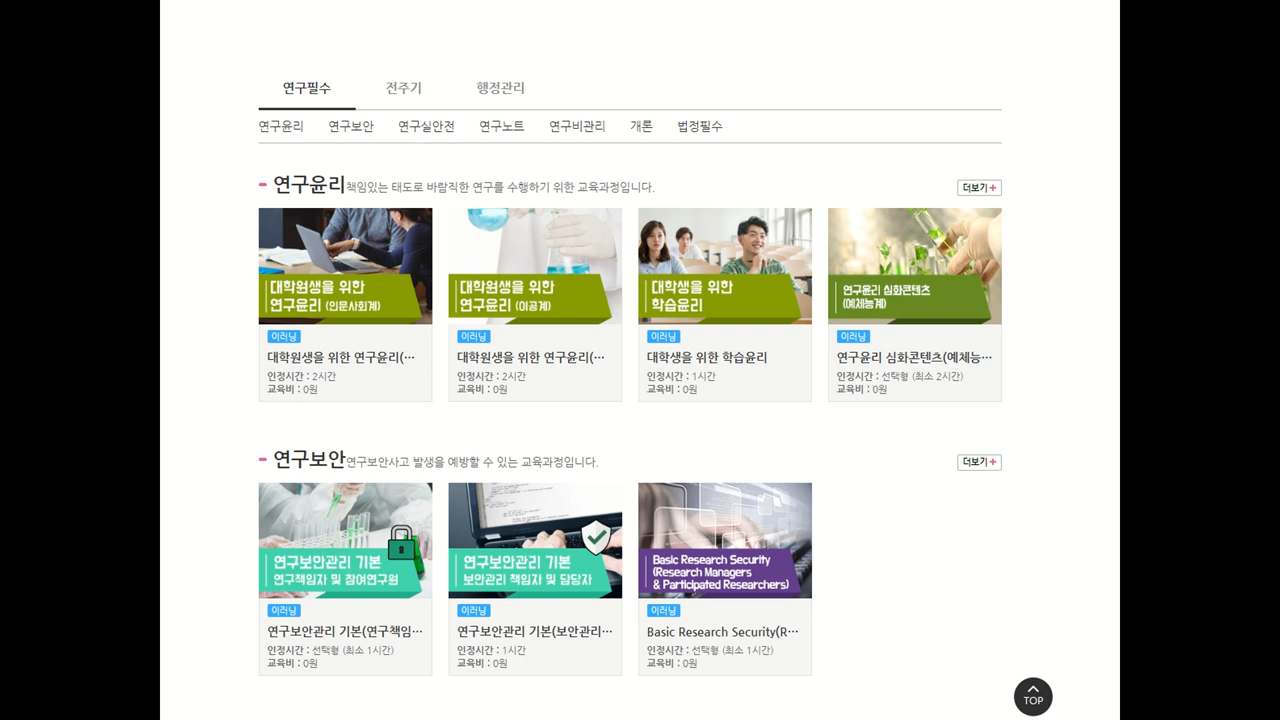 연구필수 전주기 행정관리
연구윤리 연구보안 연구실안전 연구노트 연구비관리 개론 법정필수
연구윤리 책임있는 태도로 바람직한 연구를 수행하기 위한 교육과정입니다.
더보기+
대학원생을 위한
연구윤리 (인문사회계)
이러닝
대학원생을 위한 연구윤리(…
인정시간 : 2시간
교육비 : 0원
대학원생을 위한
연구윤리 (이공계)
이러닝
대학원생을 위한 연구윤리(…
인정시간 : 2시간
교육비 : 0원
대학생을 위한
학습윤리
이러닝
대학생을 위한 학습윤리
인정시간 : 1시간
교육비 : 0원
연구윤리 심화콘텐츠
(예체능계)
이러닝
연구윤리 심화콘텐츠(예체능…
인정시간 : 선택형 (최소 2시간)
교육비 : 0원
연구보안 연구보안사고 발생을 예방할 수 있는 교육과정입니다.
더보기+
연구보안관리 기본
연구책임자 및 참여연구원
이러닝
연구보안관리 기본(연구책임…
인정시간 : 선택형 (최소 1시간)
교육비 : 0원
연구보안관리 기본
보안관리 책임자 및 담당자
이러닝
연구보안관리 기본(보안관리…
인정시간 : 1시간
교육비 : 0원
Basic Research Security
(Research Managers
& Participated Researchers)
이러닝
Basic Research Security(R…
인정시간 : 선택형 (최소 1시간)
교육비 : 0원
TOP